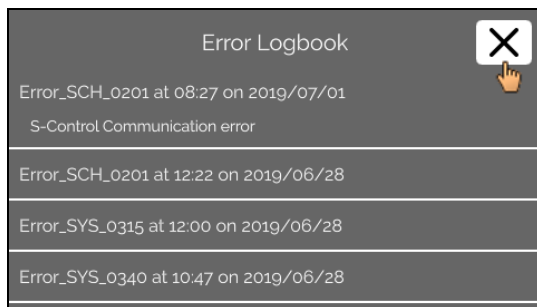 Error Logbook
Error_SCH_0201 at 08:27 on 2019/07/01
S-Control Communication error
Error_SCH_0201 at 12:22 on 2019/06/28
Error_SYS_0315 at 12:00 on 2019/06/28
Error_SYS_0340 at 10:47 on 2019/06/28